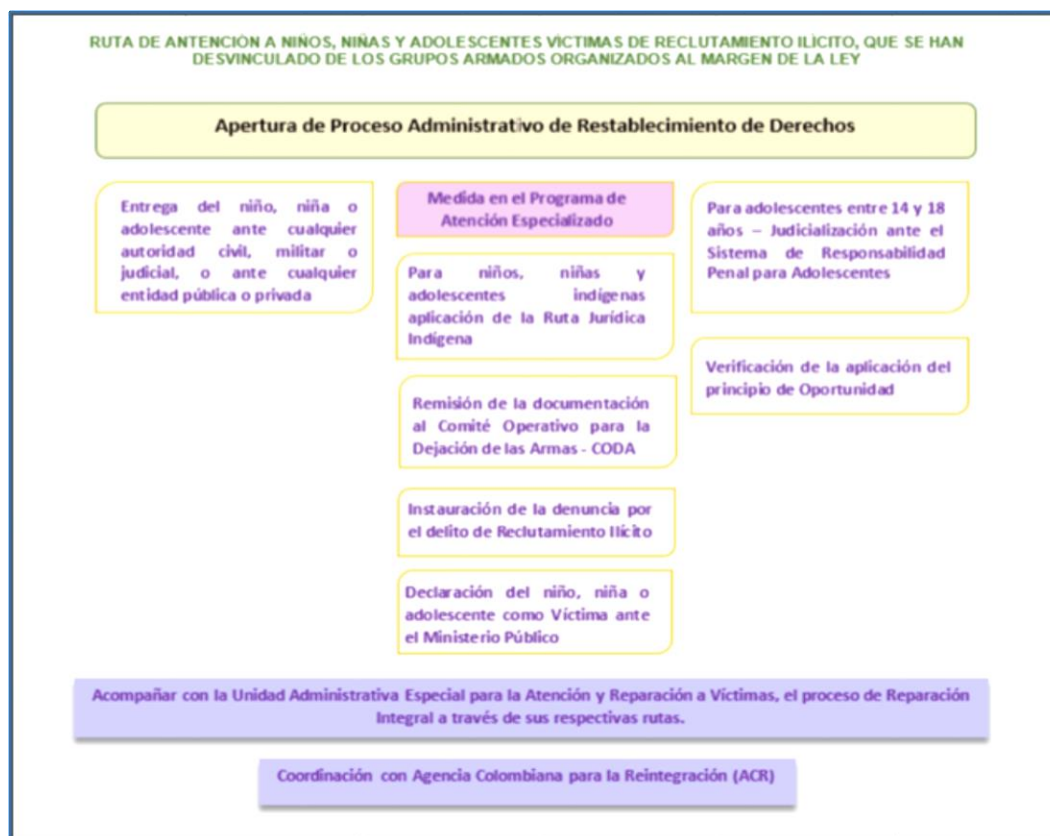 RUTA DE ANTENCIÓN A NIÑOS, NIÑAS Y ADOLESCENTES VÍCTIMAS DE RECLUTAMIENTO ILÍCITO, QUE SE HAN
DESVINCULADO DE LOS GRUPOS ARMADOS ORGANIZADOS AL MARGEN DE LA LEY
Apertura de Proceso Administrativo de Restablecimiento de Derechos
Entrega del niño, niña o
adolescente ante cualquier
autoridad civil, militar o
judicial, o ante cualquier
entidad pública o privada
Medida en el Programa de
Atención Especializado
Para niños, niñas y
adolescentes indígenas
aplicación de la Ruta Jurídica
Indígena
Remisión de la documentación
al Comité Operativo para la
Dejación de las Armas - CODA
Instauración de la denuncia por
el delito de Reclutamiento Ilícito
Declaración del niño, niña o
adolescente como Víctima ante
el Ministerio Público
Para adolescentes entre 14 y 18
años – Judicialización ante el
Sistema de Responsabilidad
Penal para Adolescentes
Verificación de la aplicación del
principio de Oportunidad
Acompañar con la Unidad Administrativa Especial para la Atención y Reparación a Víctimas, el proceso de Reparación
Integral a través de sus respectivas rutas.
Coordinación con Agencia Colombiana para la Reintegración (ACR)